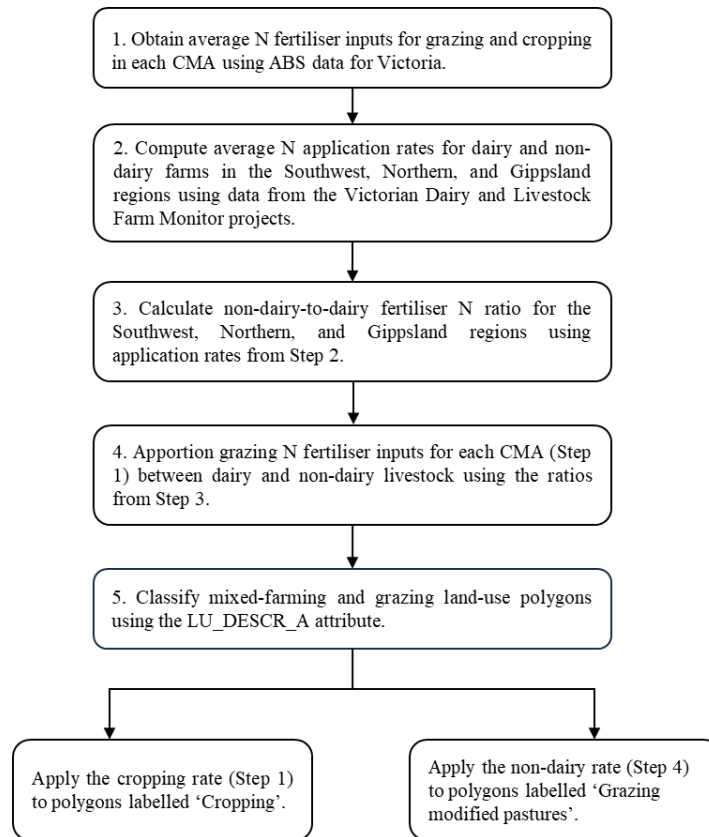 1. Obtain average N fertiliser inputs for grazing and cropping
in each CMA using ABS data for Victoria.
2. Compute average N application rates for dairy and non-
dairy farms in the Southwest, Northern, and Gippsland
regions using data from the Victorian Dairy and Livestock
Farm Monitor projects.
3. Calculate non-dairy-to-dairy fertiliser N ratio for the
Southwest, Northern, and Gippsland regions using
application rates from Step 2.
4. Apportion grazing N fertiliser inputs for each CMA (Step
1) between dairy and non-dairy livestock using the ratios
from Step 3.
5. Classify mixed-farming and grazing land-use polygons
using the LU_DESCR_A attribute.
Apply the cropping rate (Step 1)
to polygons labelled ‘Cropping’.
Apply the non-dairy rate (Step 4)
to polygons labelled ‘Grazing
modified pastures’.